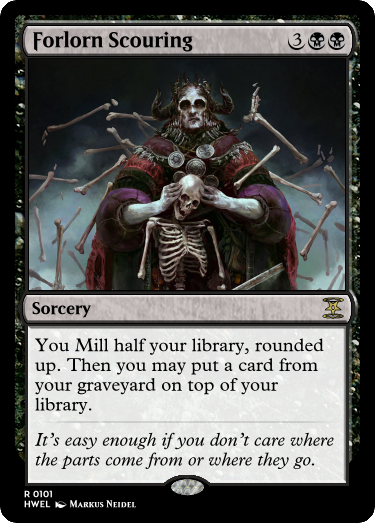 Forlorn Scouring 3
Sorcery
You Mill half your library, rounded
up. Then you may put a card from
your graveyard on top of your
library.
It's easy enough if you don't care where
the parts come from or where they go.
R 0101
HWEL Markus Neidel